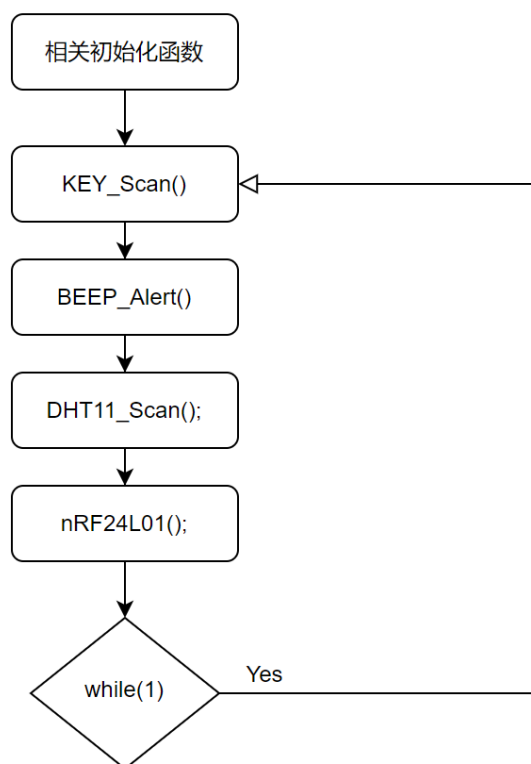 相关初始化函数
KEY_Scan()
BEEP_Alert()
DHT11_Scan();
nRF24L01();
while(1)
Yes